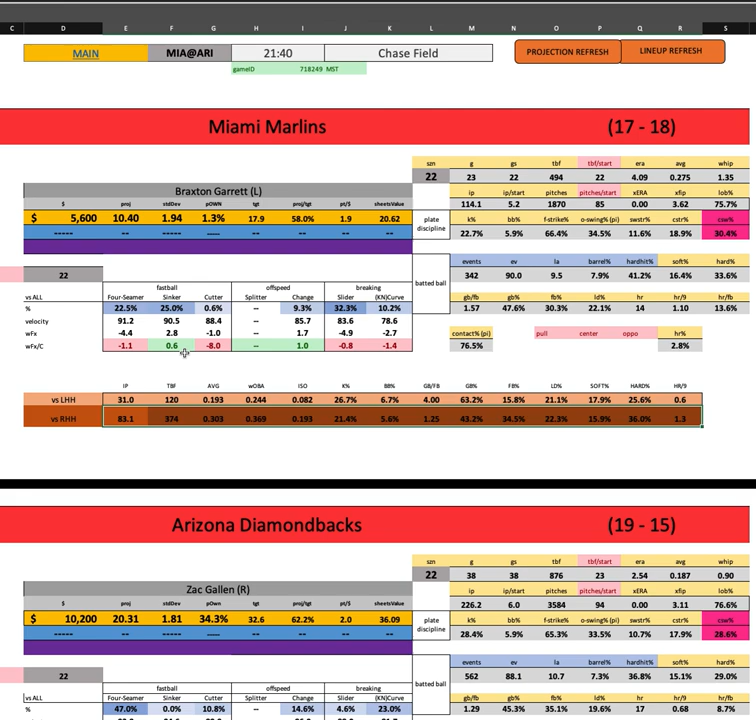 C D E F G H I J K L M N O P Q R S
MAIN MIA@ARI 21:40 Chase Field PROJECTION REFRESH LINEUP REFRESH
gameID 718249 MST
Miami Marlins (17 - 18)
szn g gs tbf tbf/start era avg whip
22 23 22 494 22 4.09 0.275 1.35
Braxton Garrett (L)
ip ip/start pitches pitches/start xERA xfip lob%
114.1 5.2 1870 85 0.00 3.62 75.7%
$ proj stdDev pOWN tgt proj/tgt pt/$ sheetsValue
$ 5,600 10.40 1.94 1.3% 17.9 58.0% 1.9 20.62
plate discipline
k% bb% f-strike% o-swing% (pi) swstr% cstr% csw%
22.7% 5.9% 66.4% 34.5% 11.6% 18.9% 30.4%
----- -- -- -- -- -- -- --
batted ball
events ev la barrel% hardhit% soft% hard%
342 90.0 9.5 7.9% 41.2% 16.4% 33.6%
22
fastball offspeed breaking
vs ALL Four-Seamer Sinker Cutter Splitter Change Slider (KN)Curve
gb/fb gb% fb% ld% hr hr/9 hr/fb
% 22.5% 25.0% 0.6% -- 9.3% 32.3% 10.2%
1.57 47.6% 30.3% 22.1% 14 1.10 13.6%
velocity 91.2 90.5 88.4 -- 85.7 83.6 78.6
wFx -4.4 2.8 -1.0 -- 1.7 -4.9 -2.7
contact% (pi) pull center oppo hr%
wFx/C -1.1 0.6 -8.0 -- 1.0 -0.8 -1.4
76.5% 2.8%
IP TBF AVG wOBA ISO K% BB% GB/FB GB% FB% LD% SOFT% HARD% HR/9
vs LHH 31.0 120 0.193 0.244 0.082 26.7% 6.7% 4.00 63.2% 15.8% 21.1% 17.9% 25.6% 0.6
vs RHH 83.1 374 0.303 0.369 0.193 21.4% 5.6% 1.25 43.2% 34.5% 22.3% 15.9% 36.0% 1.3
Arizona Diamondbacks (19 - 15)
szn g gs tbf tbf/start era avg whip
22 38 38 876 23 2.54 0.187 0.90
Zac Gallen (R)
ip ip/start pitches pitches/start xERA xfip lob%
226.2 6.0 3584 94 0.00 3.11 76.6%
$ proj stdDev pOwn tgt proj/tgt pt/$ sheetsValue
$ 10,200 20.31 1.81 34.3% 32.6 62.2% 2.0 36.09
plate discipline
k% bb% f-strike% o-swing% (pi) swstr% cstr% csw%
28.4% 5.9% 65.3% 33.5% 10.7% 17.9% 28.6%
----- -- -- -- -- -- -- --
batted ball
events ev la barrel% hardhit% soft% hard%
562 88.1 10.7 7.3% 36.8% 15.1% 29.0%
22
fastball offspeed breaking
vs ALL Four-Seamer Sinker Cutter Splitter Change Slider (KN)Curve
gb/fb gb% fb% ld% hr hr/9 hr/fb
% 47.0% 0.0% 10.8% -- 14.6% 4.6% 23.0%
1.29 45.3% 35.1% 19.6% 17 0.68 8.7%